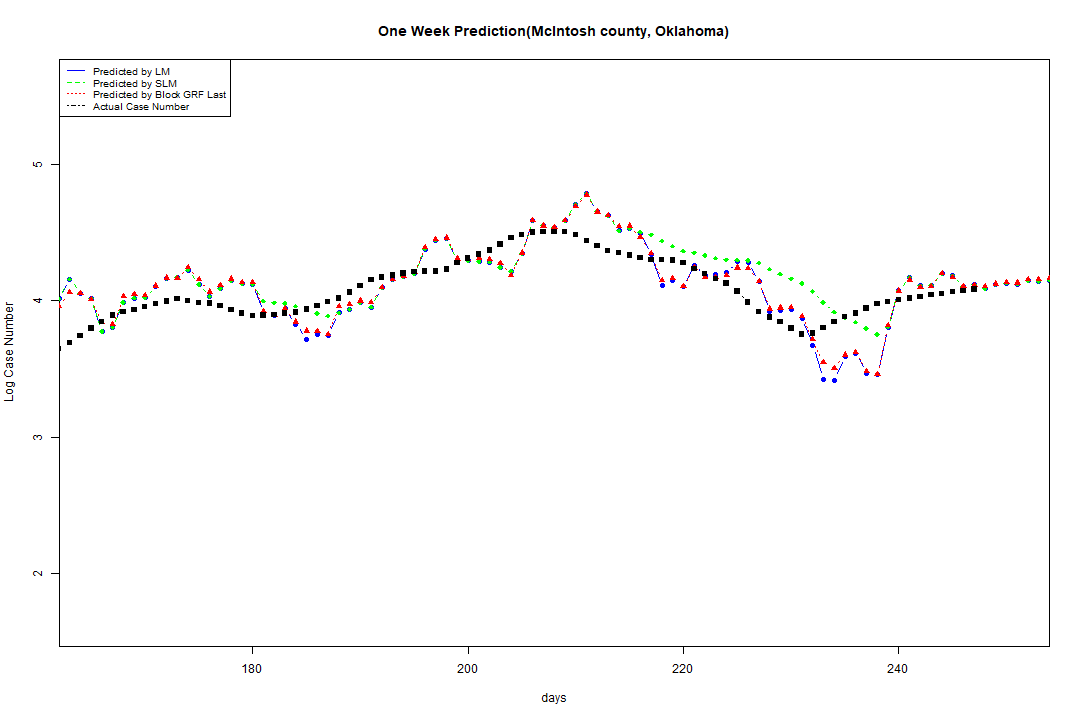 One Week Prediction(McIntosh county, Oklahoma)
Predicted by LM
Predicted by SLM
Predicted by Block GRF Last
Actual Case Number
5
4
3
2
Log Case Number
180 200 220 240
days